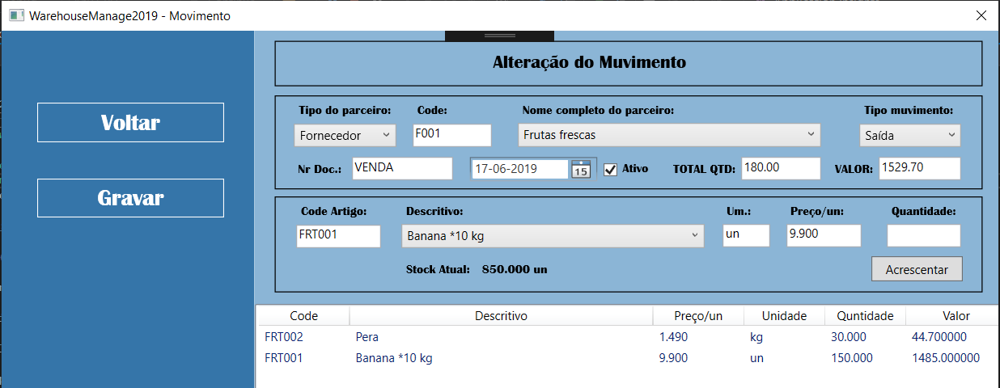 WarehouseManage2019 - Movimento
Voltar
Gravar
Alteração do Muvimento
Tipo do parceiro: Code: Nome completo do parceiro: Tipo muvimento:
Fornecedor F001 Frutas frescas Saída
Nr Doc.: VENDA 17-06-2019 15 Ativo TOTAL QTD: 180.00 VALOR: 1529.70
Code Artigo: Descritivo: Um.: Preço/un: Quantidade:
FRT001 Banana *10 kg un 9.900
Stock Atual: 850.000 un Acrescentar
Code Descritivo Preço/un Unidade Quntidade Valor
FRT002 Pera 1.490 kg 30.000 44.700000
FRT001 Banana *10 kg 9.900 un 150.000 1485.000000